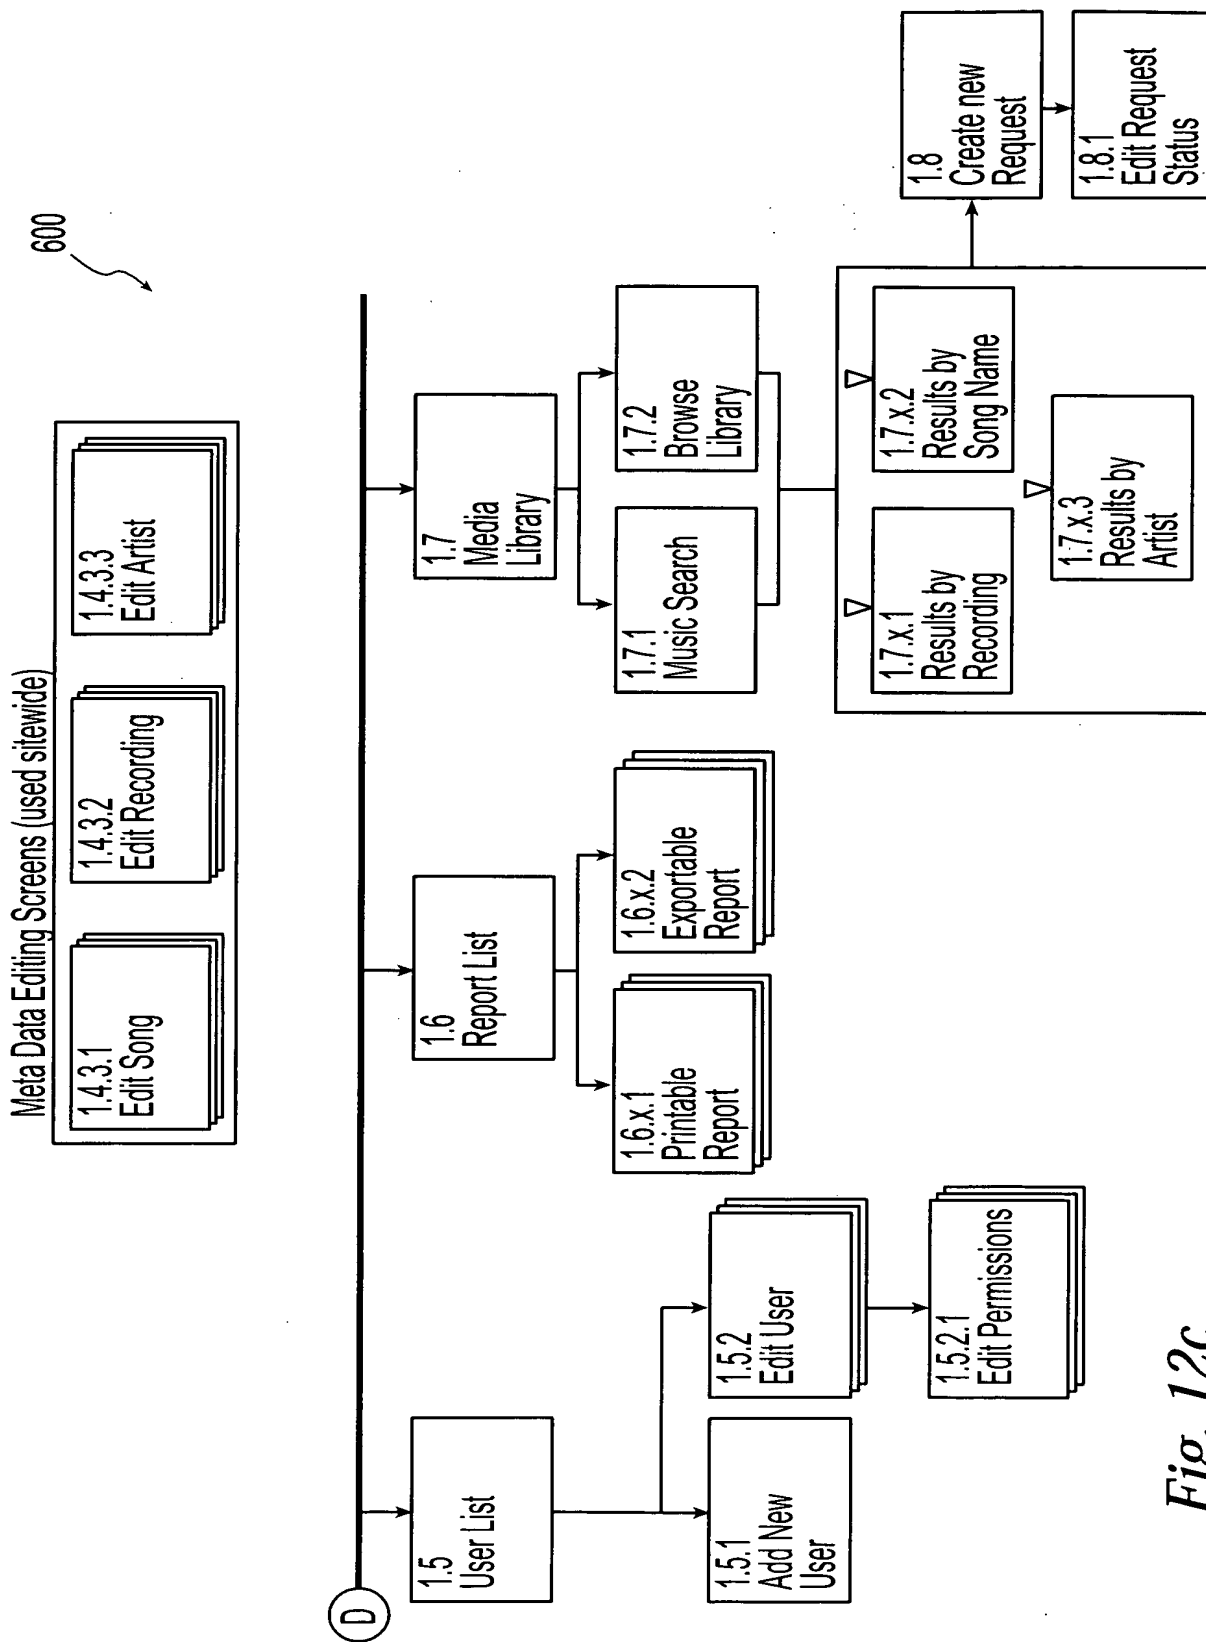 600
Meta Data Editing Screens (used sitewide)
1.4.3.1
Edit Song
1.4.3.2
Edit Recording
1.4.3.3
Edit Artist
D
1.5
User List
1.5.1
Add New
User
1.5.2
Edit User
1.5.2.1
Edit Permissions
1.6
Report List
1.6.x.1
Printable
Report
1.6.x.2
Exportable
Report
1.7
Media
Library
1.7.1
Music Search
1.7.2
Browse
Library
1.7.x.1
Results by
Recording
1.7.x.2
Results by
Song Name
1.7.x.3
Results by
Artist
1.8
Create new
Request
1.8.1
Edit Request
Status
Fig. 12c